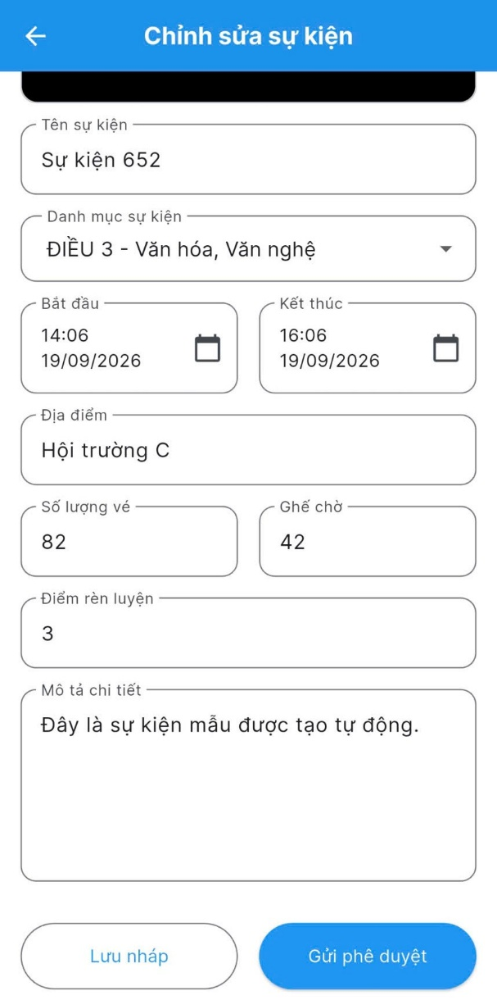 Chỉnh sửa sự kiện
Tên sự kiện
Sự kiện 652
Danh mục sự kiện
ĐIỀU 3 - Văn hóa, Văn nghệ
Bắt đầu
14:06
19/09/2026
Kết thúc
16:06
19/09/2026
Địa điểm
Hội trường C
Số lượng vé
82
Ghế chờ
42
Điểm rèn luyện
3
Mô tả chi tiết
Đây là sự kiện mẫu được tạo tự động.
Lưu nháp
Gửi phê duyệt